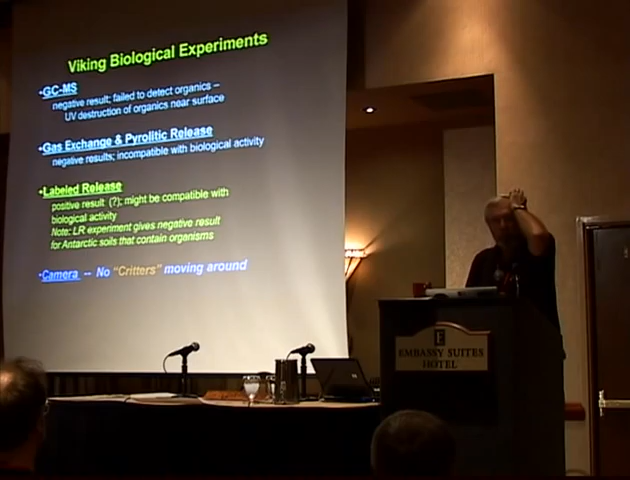 Viking Biological Experiments
•GC-MS
negative result; failed to detect organics –
UV destruction of organics near surface
•Gas Exchange & Pyrolitic Release
negative results; incompatible with biological activity
•Labeled Release
positive result (?); might be compatible with
biological activity
Note: LR experiment gives negative result
for Antarctic soils that contain organisms
•Camera -- No "Critters" moving around
E
EMBASSY SUITES
HOTEL